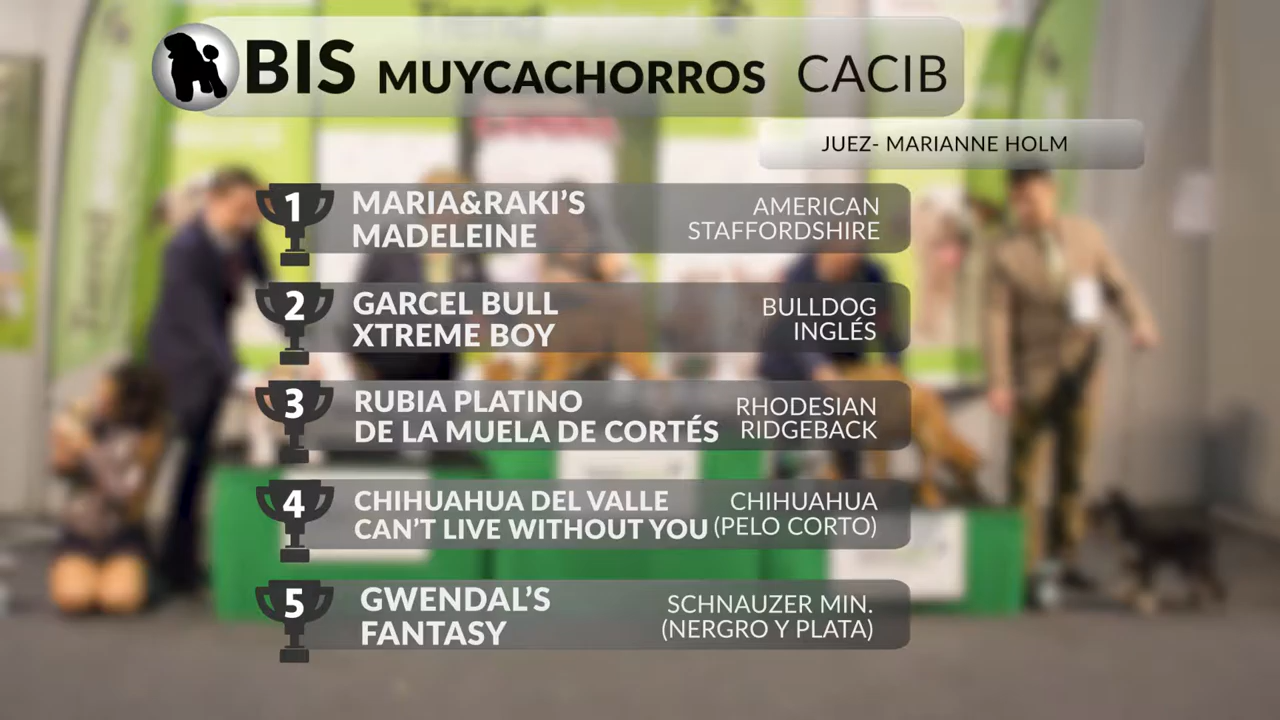 BIS MUYCACHORROS CACIB
JUEZ- MARIANNE HOLM
1
MARIA&RAKI'S
MADELEINE
AMERICAN
STAFFORDSHIRE
2
GARCEL BULL
XTREME BOY
BULLDOG
INGLÉS
3
RUBIA PLATINO
DE LA MUELA DE CORTÉS
RHODESIAN
RIDGEBACK
4
CHIHUAHUA DEL VALLE
CAN'T LIVE WITHOUT YOU
CHIHUAHUA
(PELO CORTO)
5
GWENDAL'S
FANTASY
SCHNAUZER MIN.
(NERGRO Y PLATA)